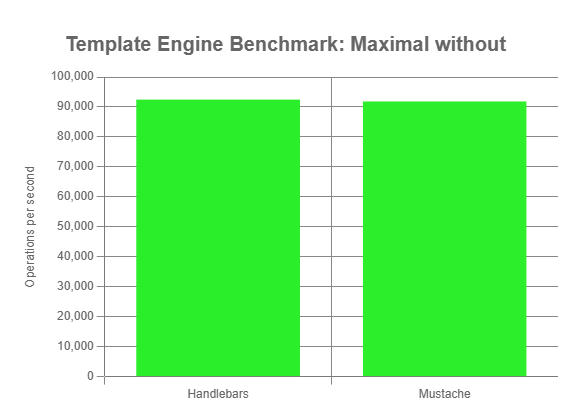 Template Engine Benchmark: Maximal without
Operations per second
100,000
90,000
80,000
70,000
60,000
50,000
40,000
30,000
20,000
10,000
0
Handlebars
Mustache